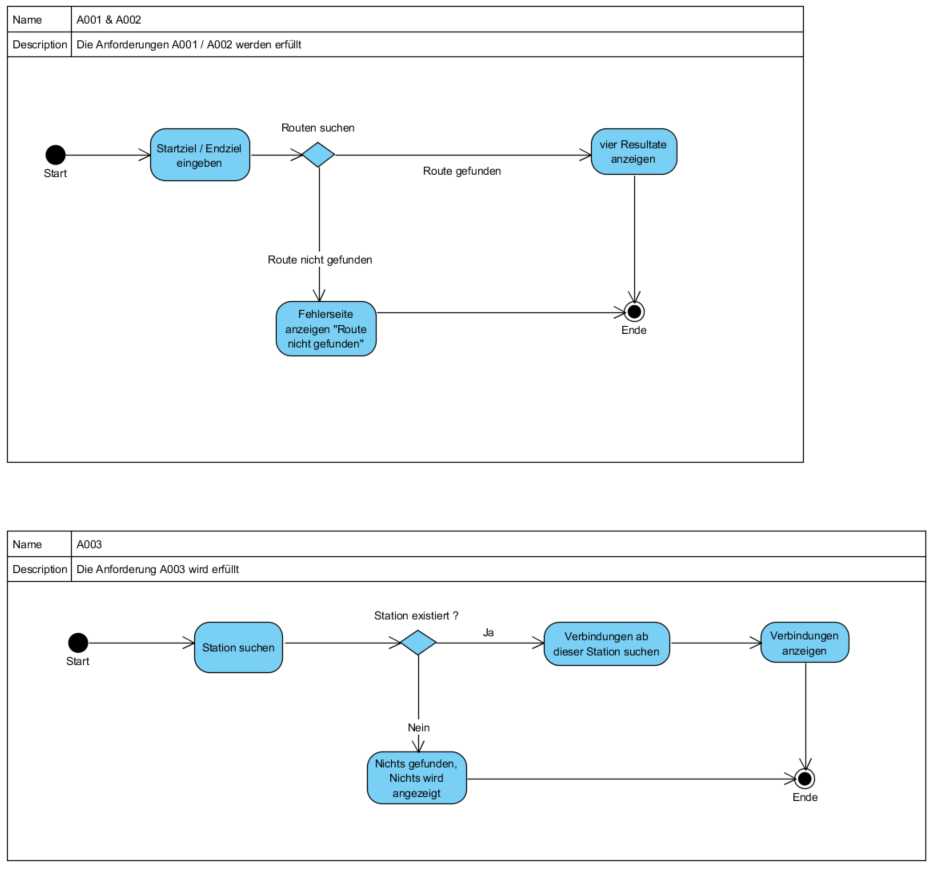 Name A001 & A002
Description Die Anforderungen A001 / A002 werden erfüllt
Routen suchen
Startziel / Endziel
eingeben
vier Resultate
anzeigen
Start
Route gefunden
Route nicht gefunden
Fehlerseite
anzeigen "Route
nicht gefunden"
Ende
Name A003
Description Die Anforderung A003 wird erfüllt
Station existiert ?
Ja
Station suchen
Verbindungen ab
dieser Station suchen
Verbindungen
anzeigen
Start
Nein
Nichts gefunden,
Nichts wird
angezeigt
Ende